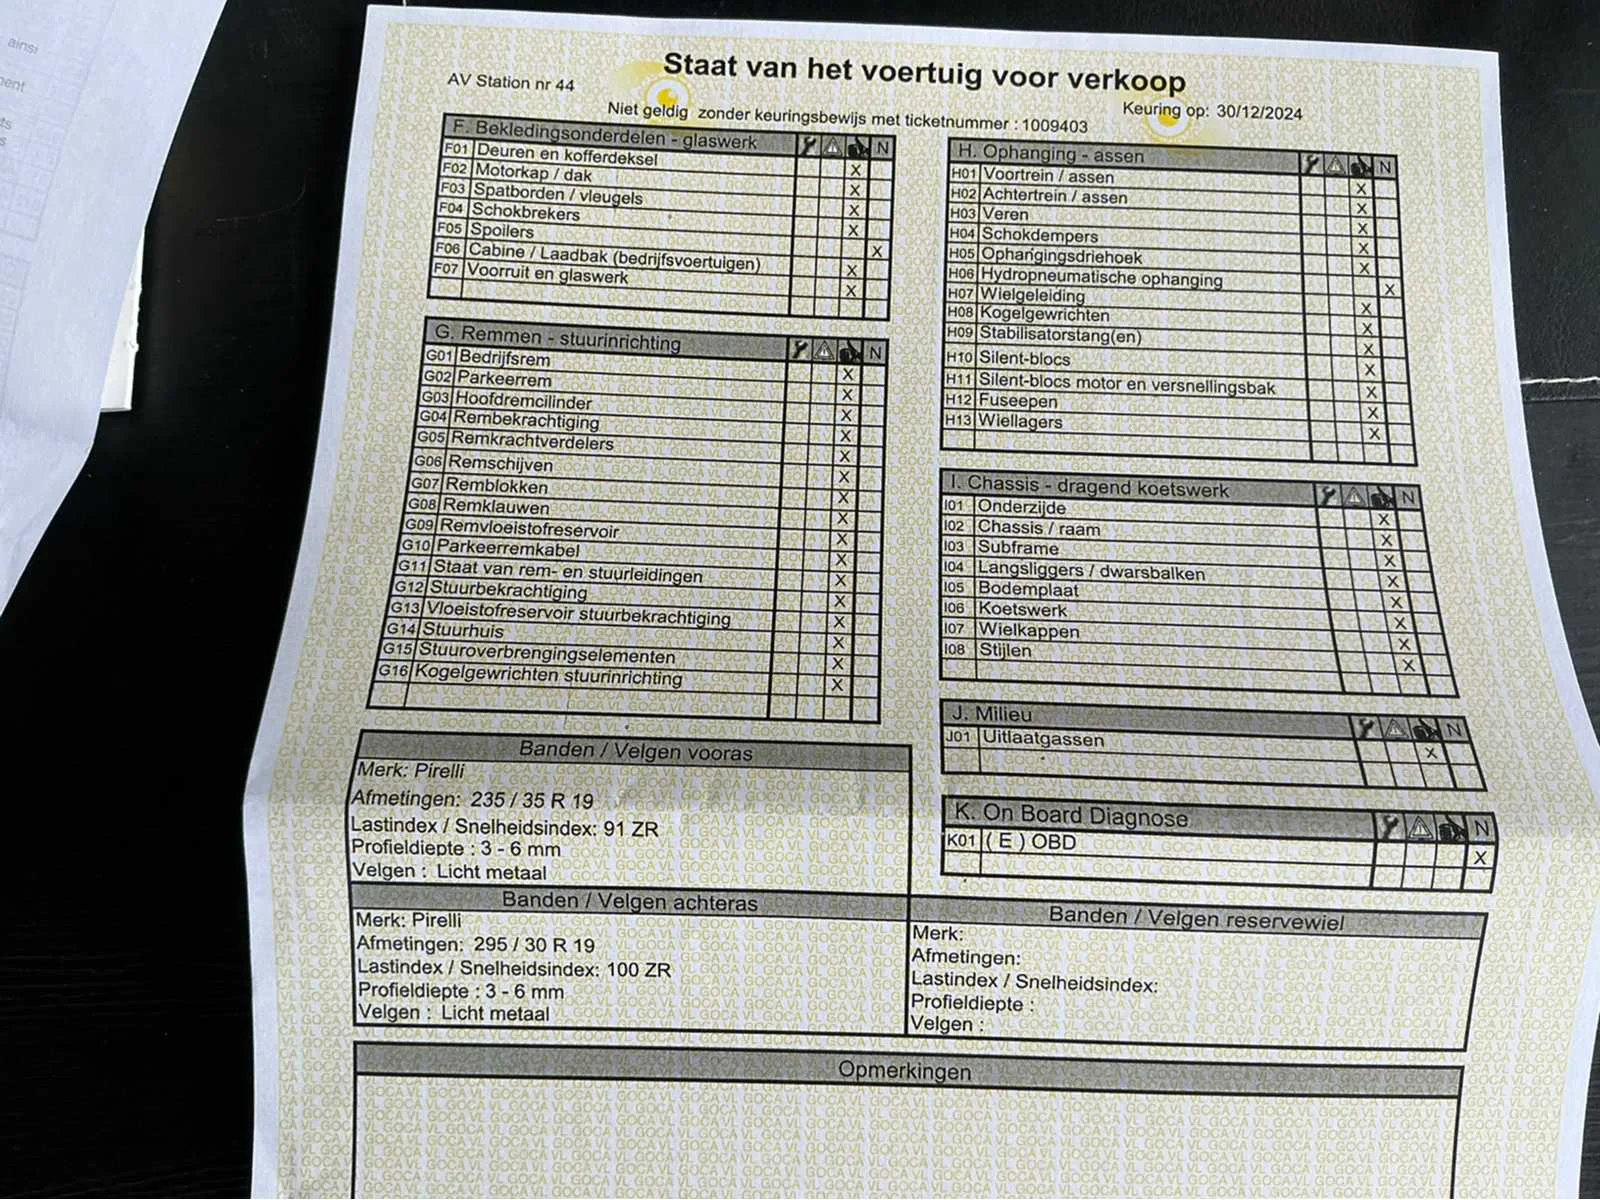 ainsi
ent
ts
s
Staat van het voertuig voor verkoop
AV Station nr 44
Niet geldig zonder keuringsbewijs met ticketnummer : 1009403
Keuring op: 30/12/2024
F. Bekledingsonderdelen - glaswerk N
F01 Deuren en kofferdeksel X
F02 Motorkap / dak X
F03 Spatborden / vleugels X
F04 Schokbrekers X
F05 Spoilers X
F06 Cabine / Laadbak (bedrijfsvoertuigen) X
F07 Voorruit en glaswerk X
G. Remmen - stuurinrichting N
G01 Bedrijfsrem X
G02 Parkeerrem X
G03 Hoofdremcilinder X
G04 Rembekrachtiging X
G05 Remkrachtverdelers X
G06 Remschijven X
G07 Remblokken X
G08 Remklauwen X
G09 Remvloeistofreservoir X
G10 Parkeerremkabel X
G11 Staat van rem- en stuurleidingen X
G12 Stuurbekrachtiging X
G13 Vloeistofreservoir stuurbekrachtiging X
G14 Stuurhuis X
G15 Stuuroverbrengingselementen X
G16 Kogelgewrichten stuurinrichting X
H. Ophanging - assen N
H01 Voortrein / assen X
H02 Achtertrein / assen X
H03 Veren X
H04 Schokdempers X
H05 Ophangingsdriehoek X
H06 Hydropneumatische ophanging X
H07 Wielgeleiding X
H08 Kogelgewrichten X
H09 Stabilisatorstang(en) X
H10 Silent-blocs X
H11 Silent-blocs motor en versnellingsbak X
H12 Fuseepen X
H13 Wiellagers X
I. Chassis - dragend koetswerk N
I01 Onderzijde X
I02 Chassis / raam X
I03 Subframe X
I04 Langsliggers / dwarsbalken X
I05 Bodemplaat X
I06 Koetswerk X
I07 Wielkappen X
I08 Stijlen X
J. Milieu N
J01 Uitlaatgassen X
K. On Board Diagnose N
K01 ( E ) OBD X
Banden / Velgen vooras
Merk: Pirelli
Afmetingen: 235 / 35 R 19
Lastindex / Snelheidsindex: 91 ZR
Profieldiepte : 3 - 6 mm
Velgen : Licht metaal
Banden / Velgen achteras
Merk: Pirelli
Afmetingen: 295 / 30 R 19
Lastindex / Snelheidsindex: 100 ZR
Profieldiepte : 3 - 6 mm
Velgen : Licht metaal
Banden / Velgen reservewiel
Merk:
Afmetingen:
Lastindex / Snelheidsindex:
Profieldiepte :
Velgen :
Opmerkingen